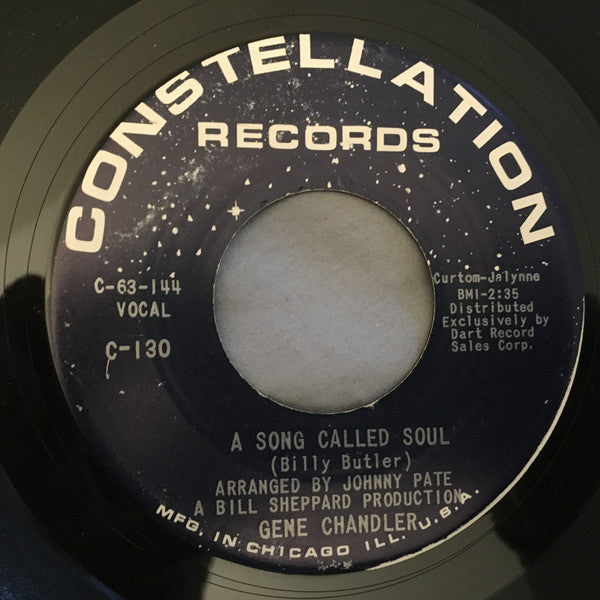 CONSTELLATION
RECORDS
C-63-144
VOCAL
C-130
Curtom-Jalynne
BMI-2:35
Distributed
Exclusively by
Dart Record
Sales Corp.
A SONG CALLED SOUL
(Billy Butler)
ARRANGED BY JOHNNY PATE
A BILL SHEPPARD PRODUCTION
GENE CHANDLER
MFG. IN CHICAGO ILL. U.S.A.